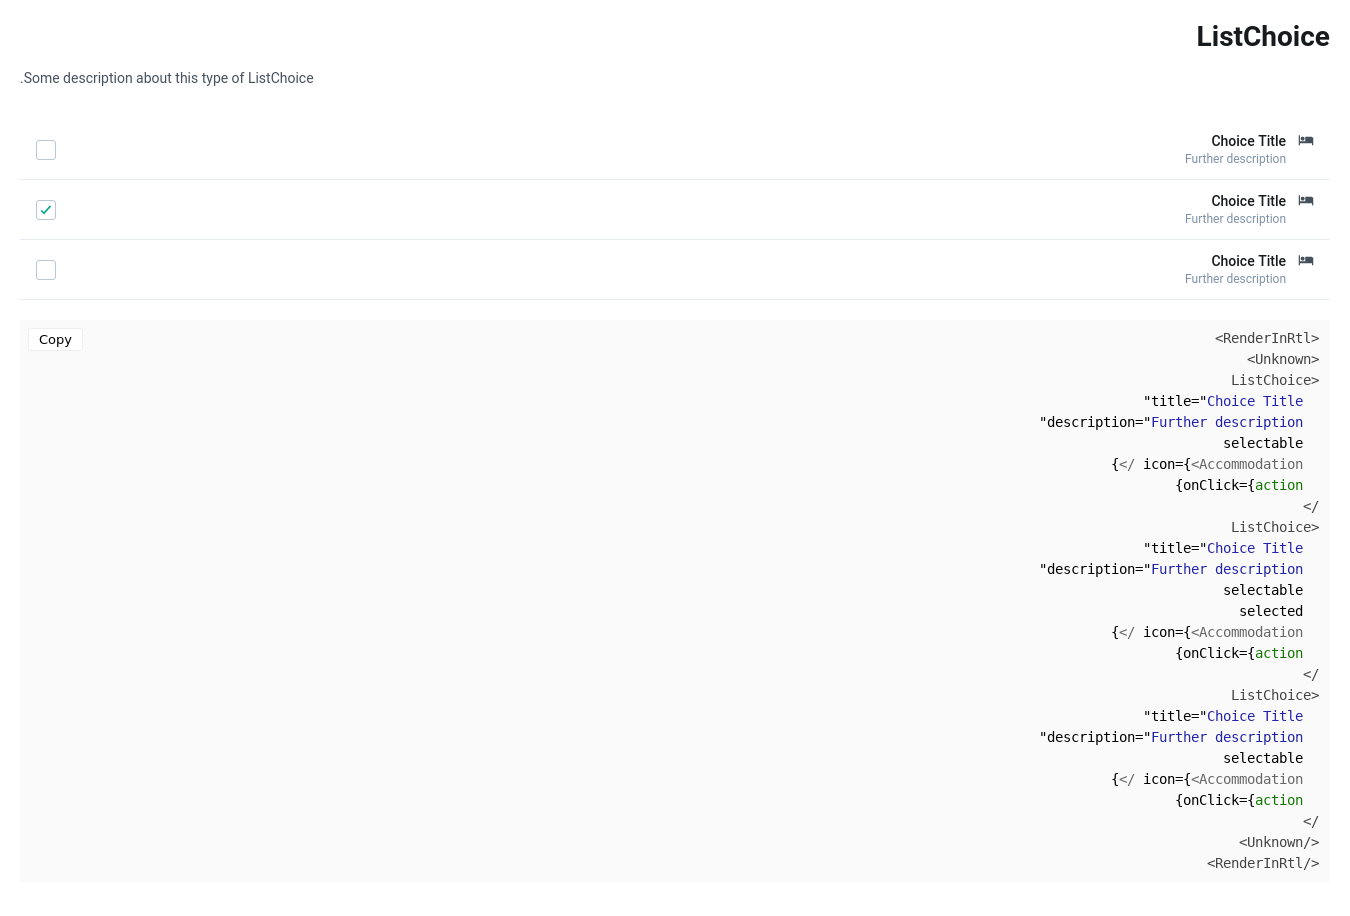 ListChoice
.Some description about this type of ListChoice
Choice Title
Further description
Choice Title
Further description
Choice Title
Further description
Copy
<RenderInRtl>
<Unknown>
ListChoice>
"title="Choice Title
"description="Further description
selectable
{</ icon={<Accommodation
{onClick={action
</
ListChoice>
"title="Choice Title
"description="Further description
selectable
selected
{</ icon={<Accommodation
{onClick={action
</
ListChoice>
"title="Choice Title
"description="Further description
selectable
{</ icon={<Accommodation
{onClick={action
</
<Unknown/>
<RenderInRtl/>